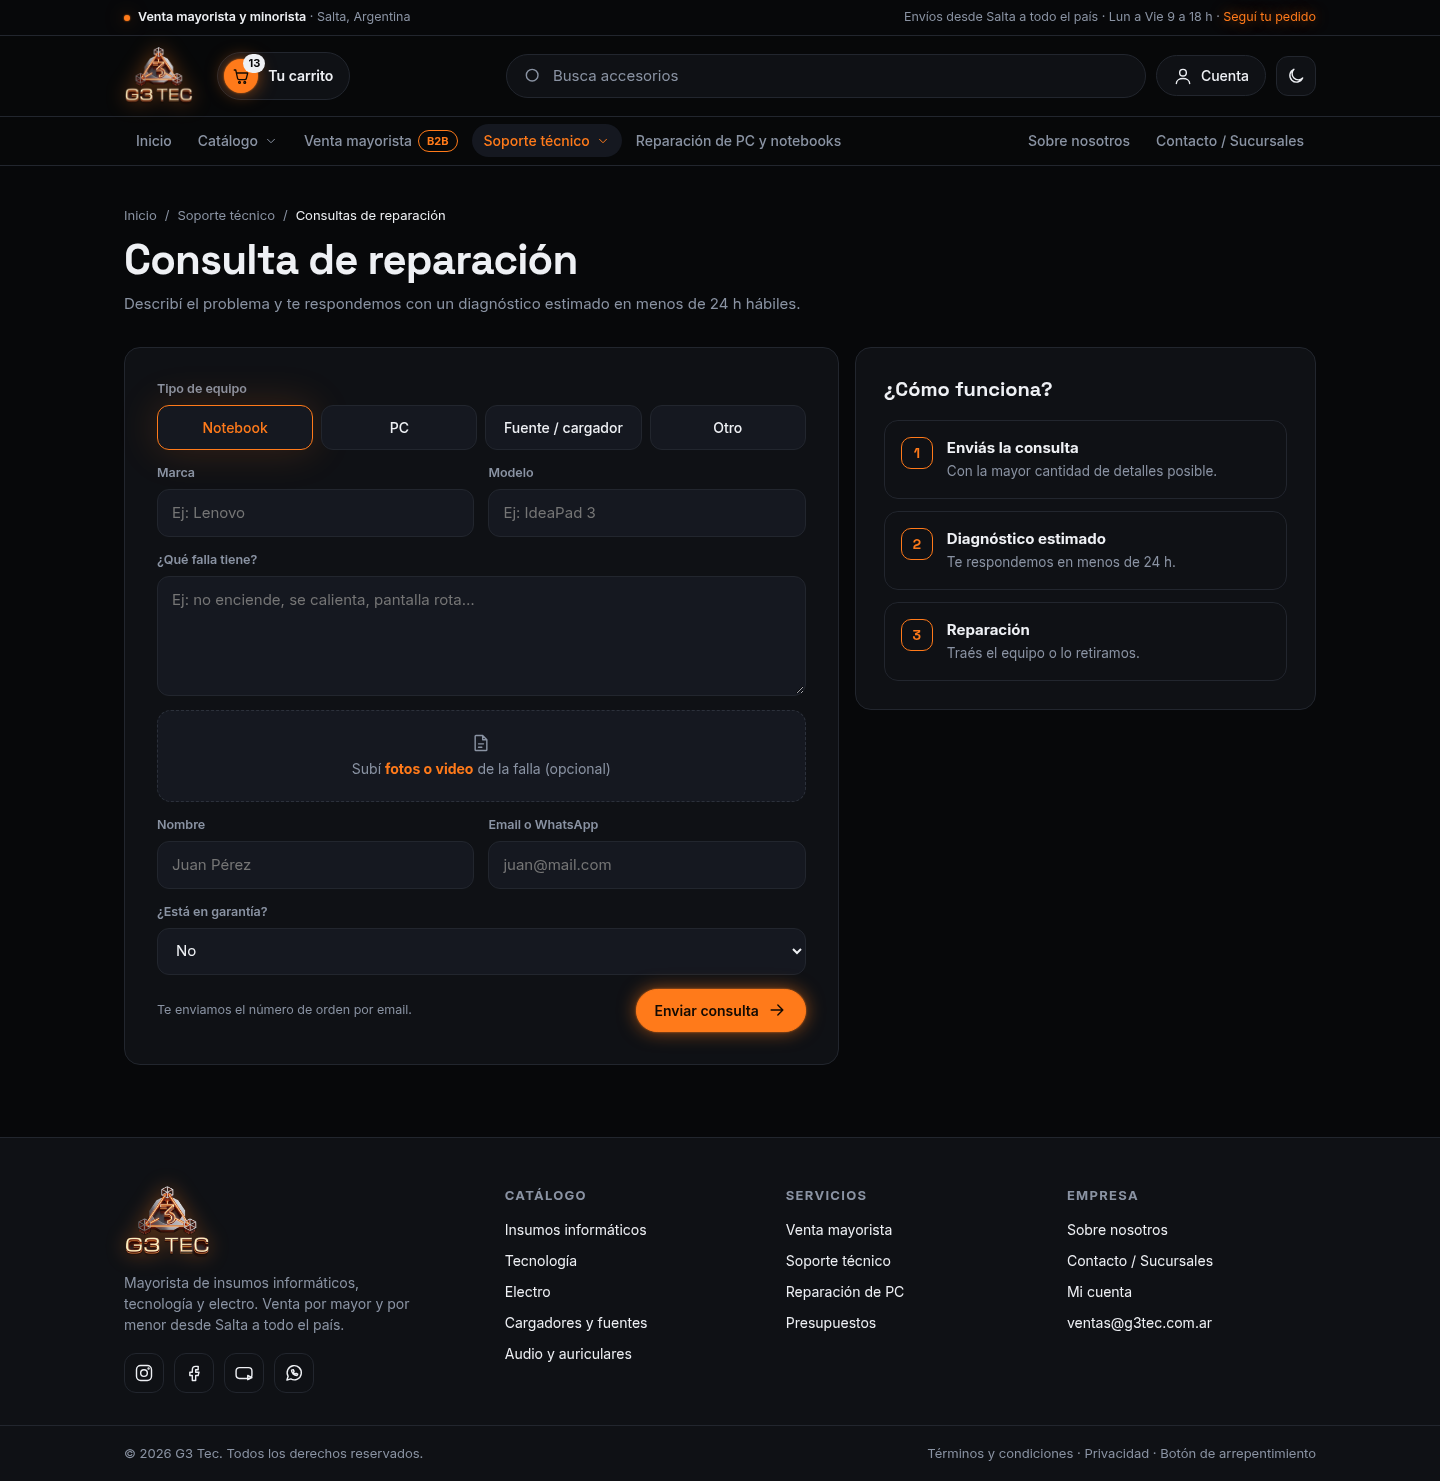 Venta mayorista y minorista · Salta, Argentina
Envíos desde Salta a todo el país · Lun a Vie 9 a 18 h · Seguí tu pedido
G3 TEC
13
Tu carrito
Busca accesorios
Cuenta
Inicio
Catálogo
Venta mayorista B2B
Soporte técnico
Reparación de PC y notebooks
Sobre nosotros
Contacto / Sucursales
Inicio / Soporte técnico / Consultas de reparación
Consulta de reparación
Describí el problema y te respondemos con un diagnóstico estimado en menos de 24 h hábiles.
Tipo de equipo
Notebook
PC
Fuente / cargador
Otro
Marca
Modelo
Ej: Lenovo
Ej: IdeaPad 3
¿Qué falla tiene?
Ej: no enciende, se calienta, pantalla rota...
Subí fotos o video de la falla (opcional)
Nombre
Email o WhatsApp
Juan Pérez
juan@mail.com
¿Está en garantía?
No
Te enviamos el número de orden por email.
Enviar consulta
¿Cómo funciona?
1
Enviás la consulta
Con la mayor cantidad de detalles posible.
2
Diagnóstico estimado
Te respondemos en menos de 24 h.
3
Reparación
Traés el equipo o lo retiramos.
G3 TEC
Mayorista de insumos informáticos,
tecnología y electro. Venta por mayor y por
menor desde Salta a todo el país.
CATÁLOGO
Insumos informáticos
Tecnología
Electro
Cargadores y fuentes
Audio y auriculares
SERVICIOS
Venta mayorista
Soporte técnico
Reparación de PC
Presupuestos
EMPRESA
Sobre nosotros
Contacto / Sucursales
Mi cuenta
ventas@g3tec.com.ar
© 2026 G3 Tec. Todos los derechos reservados.
Términos y condiciones · Privacidad · Botón de arrepentimiento